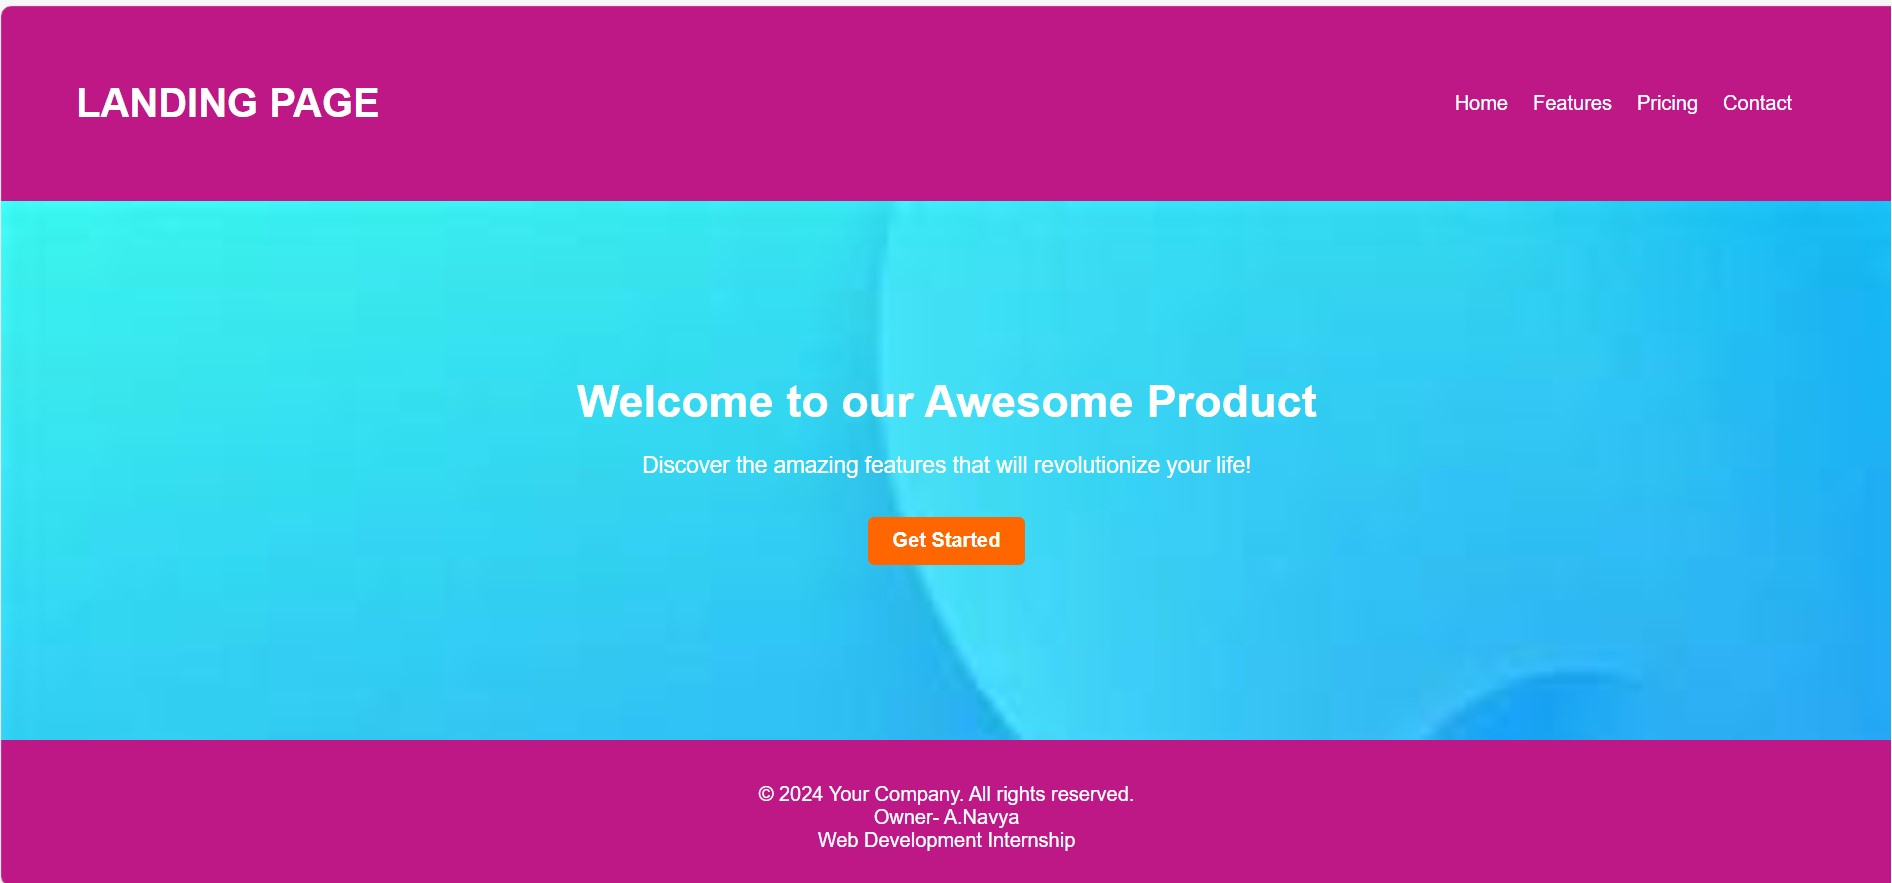 LANDING PAGE
Home Features Pricing Contact
Welcome to our Awesome Product
Discover the amazing features that will revolutionize your life!
Get Started
© 2024 Your Company. All rights reserved.
Owner- A.Navya
Web Development Internship